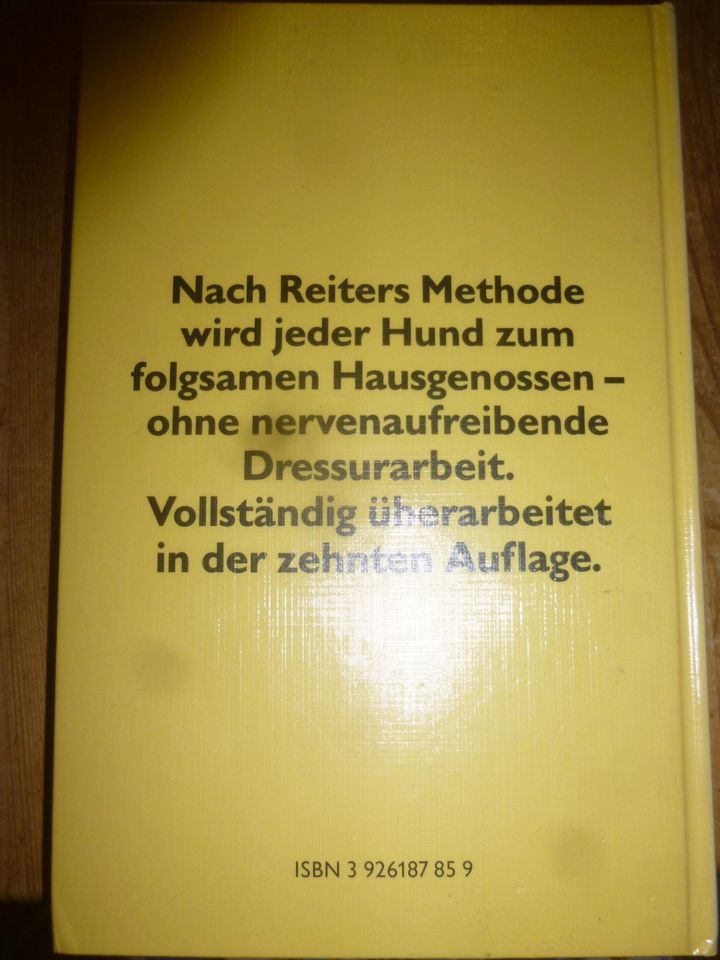 Nach Reiters Methode
wird jeder Hund zum
folgsamen Hausgenossen –
ohne nervenaufreibende
Dressurarbeit.
Vollständig überarbeitet
in der zehnten Auflage.
ISBN 3 926187 85 9